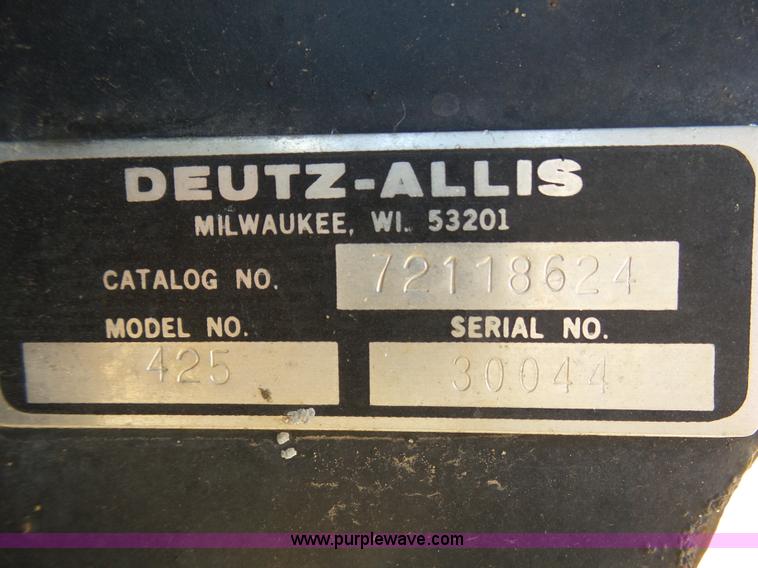 DEUTZ-ALLIS
MILWAUKEE, WI. 53201
CATALOG NO. 72118624
MODEL NO. SERIAL NO.
425 30044
www.purplewave.com